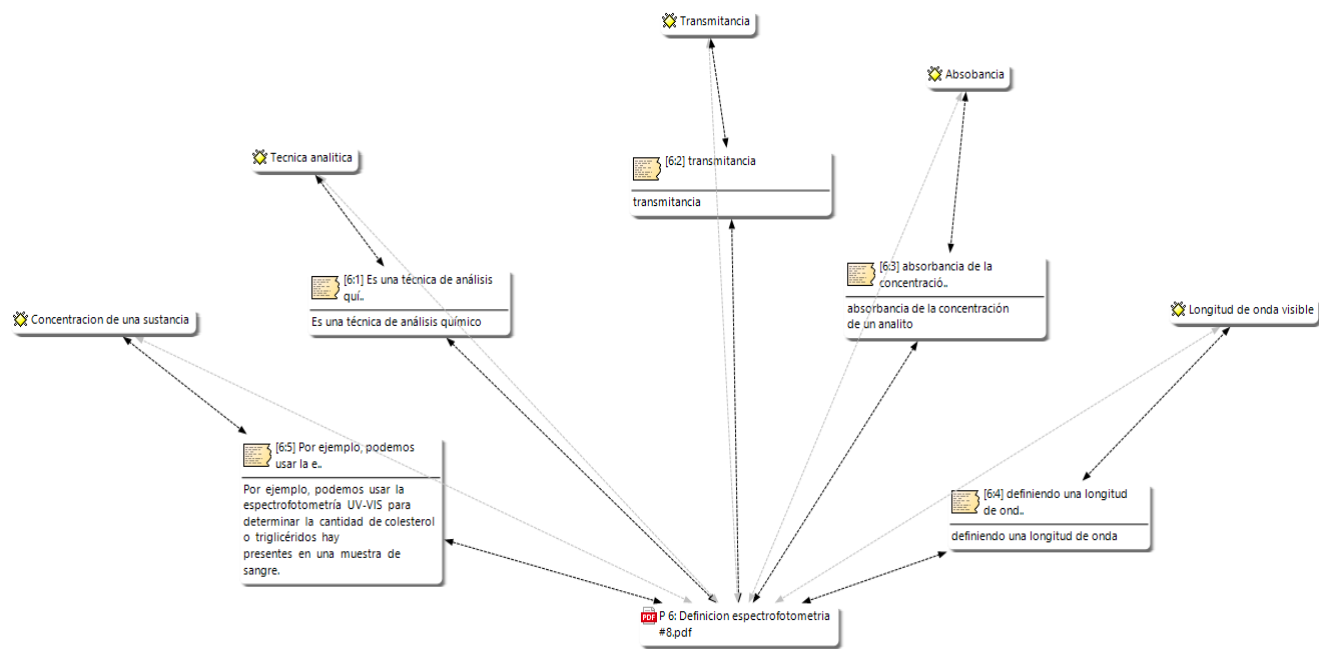 Transmitancia
Absobancia
Tecnica analitica
[6:2] transmitancia
transmitancia
[6:1] Es una técnica de análisis
quí..
Es una técnica de análisis químico
[6:3] absorbancia de la
concentració..
absorbancia de la concentración
de un analito
Concentracion de una sustancia
Longitud de onda visible
[6:5] Por ejemplo, podemos
usar la e..
Por ejemplo, podemos usar la
espectrofotometría UV-VIS para
determinar la cantidad de colesterol
o triglicéridos hay
presentes en una muestra de
sangre.
[6:4] definiendo una longitud
de ond..
definiendo una longitud de onda
PDF P 6: Definicion espectrofotometria
#8.pdf